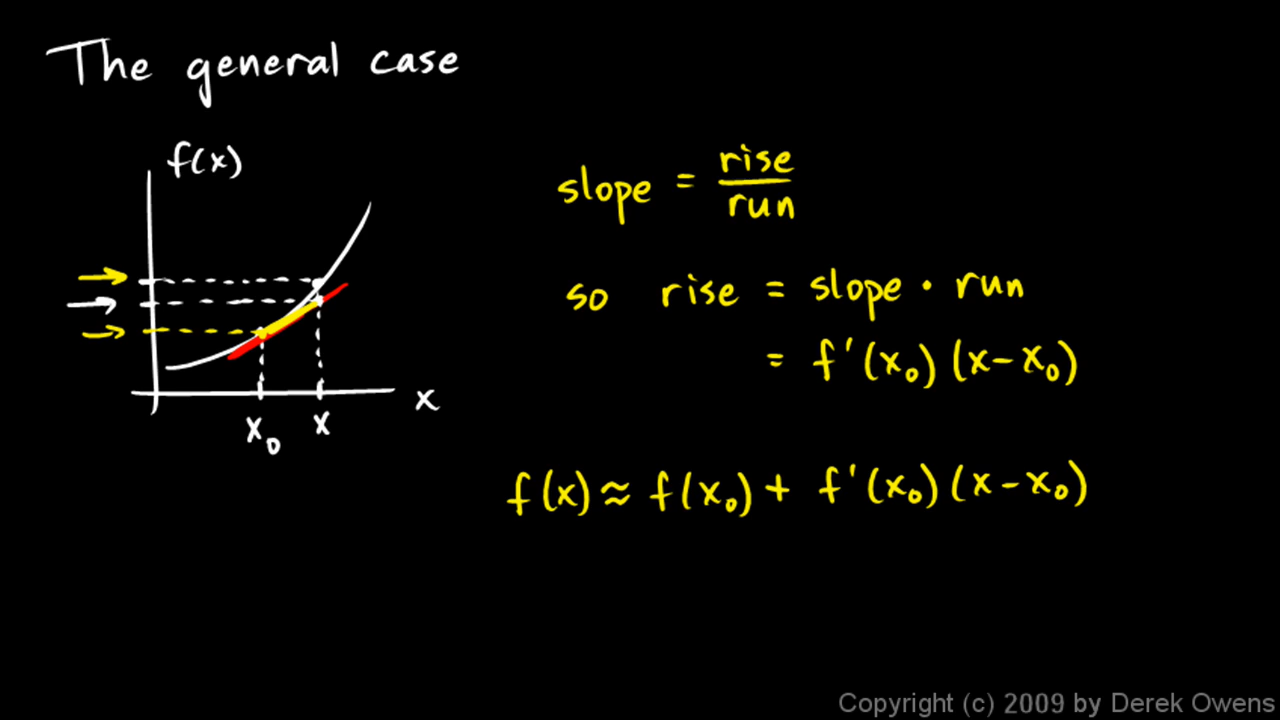 The general case
f(x)
slope = rise/run
so rise = slope · run
= f'(x₀)(x-x₀)
x
x₀ x
f(x) ≈ f(x₀) + f'(x₀)(x-x₀)
Copyright (c) 2009 by Derek Owens